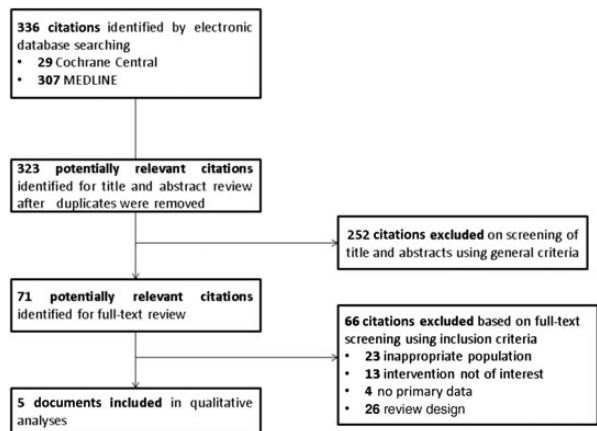 336 citations identified by electronic
database searching
• 29 Cochrane Central
• 307 MEDLINE
323 potentially relevant citations
identified for title and abstract review
after duplicates were removed
252 citations excluded on screening of
title and abstracts using general criteria
71 potentially relevant citations
identified for full-text review
66 citations excluded based on full-text
screening using inclusion criteria
• 23 inappropriate population
• 13 intervention not of interest
• 4 no primary data
• 26 review design
5 documents included in qualitative
analyses